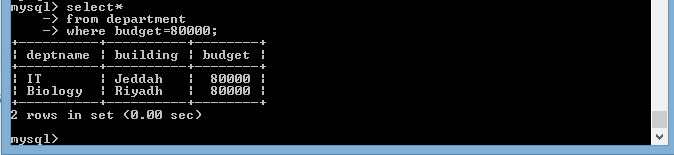 mysql> select*
    -> from department
    -> where budget=80000;
+----------+----------+--------+
| deptname | building | budget |
+----------+----------+--------+
| IT       | Jeddah   |  80000 |
| Biology  | Riyadh   |  80000 |
+----------+----------+--------+
2 rows in set (0.00 sec)
mysql>